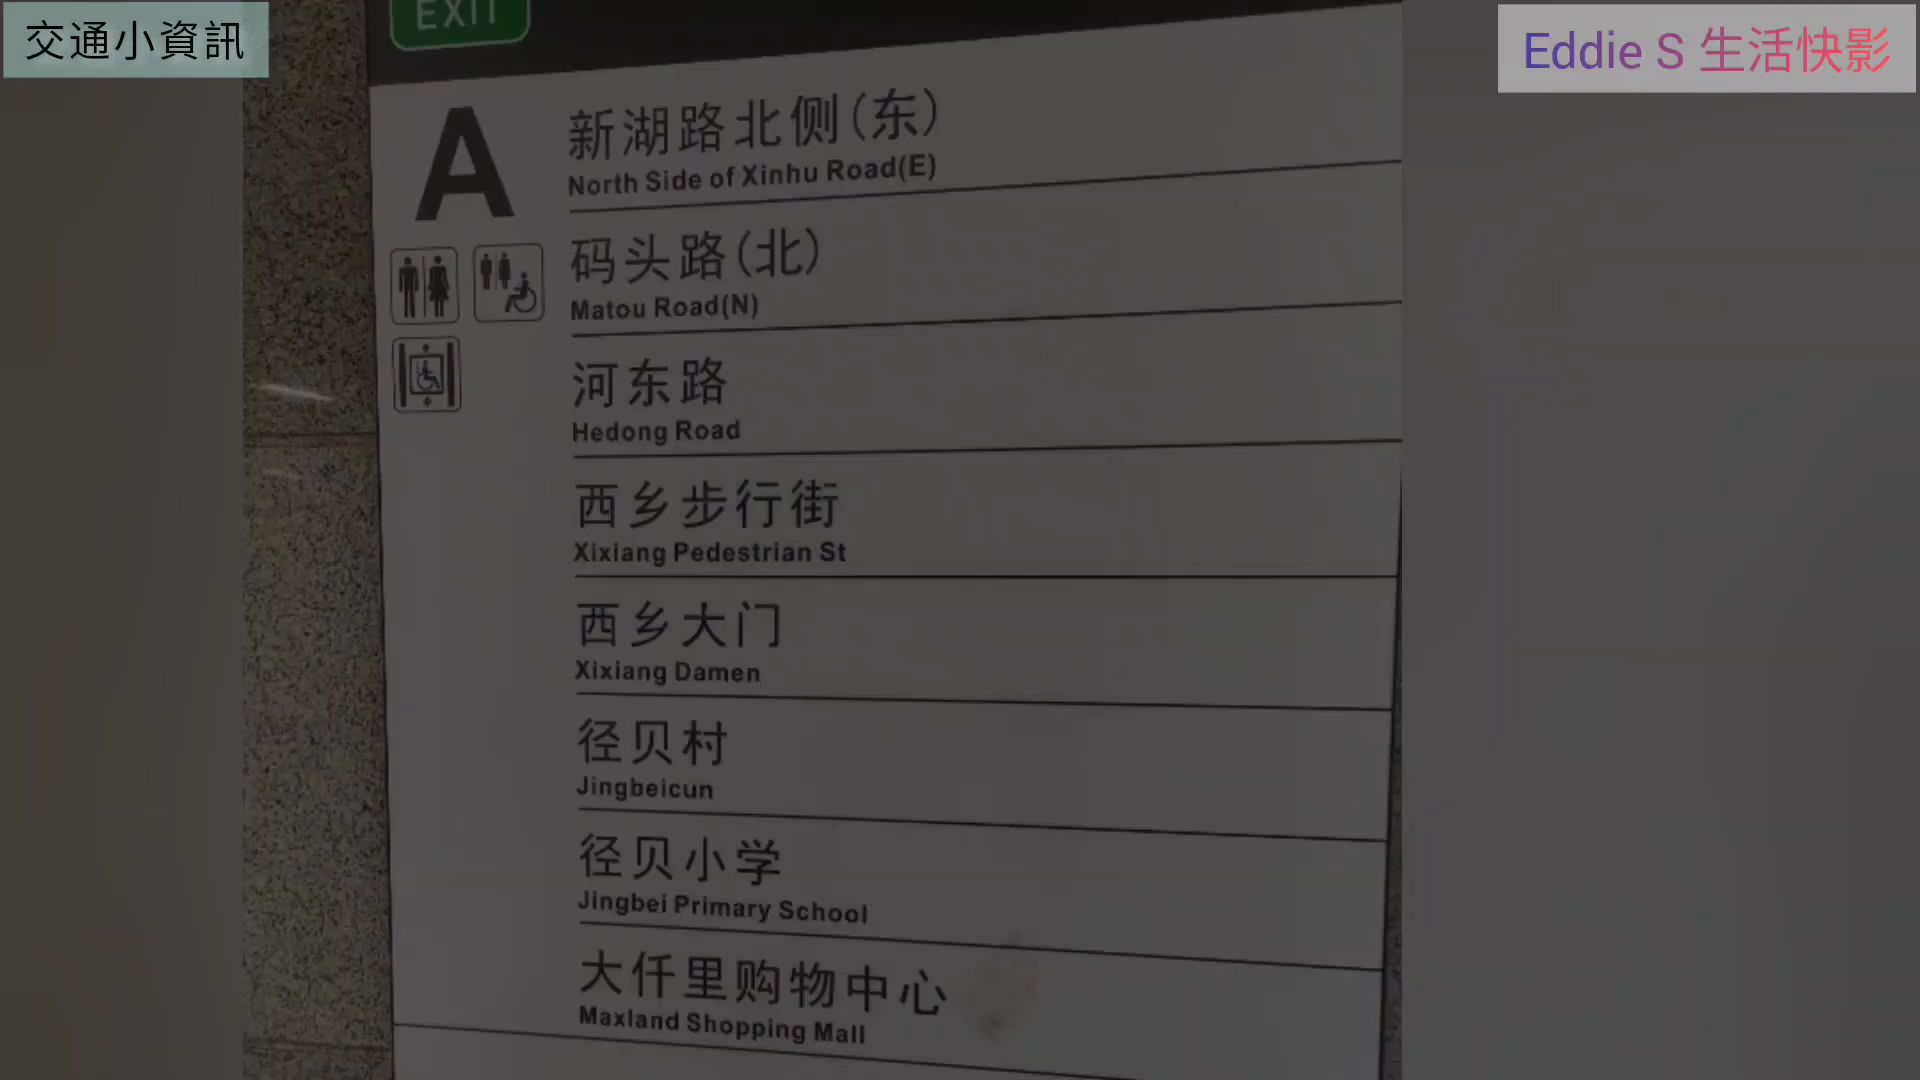 交通小資訊
Eddie S 生活快影
EXIT
A
新湖路北侧(东)
North Side of Xinhu Road(E)
码头路(北)
Matou Road(N)
河东路
Hedong Road
西乡步行街
Xixiang Pedestrian St
西乡大门
Xixiang Damen
径贝村
Jingbeicun
径贝小学
Jingbei Primary School
大仟里购物中心
Maxland Shopping Mall